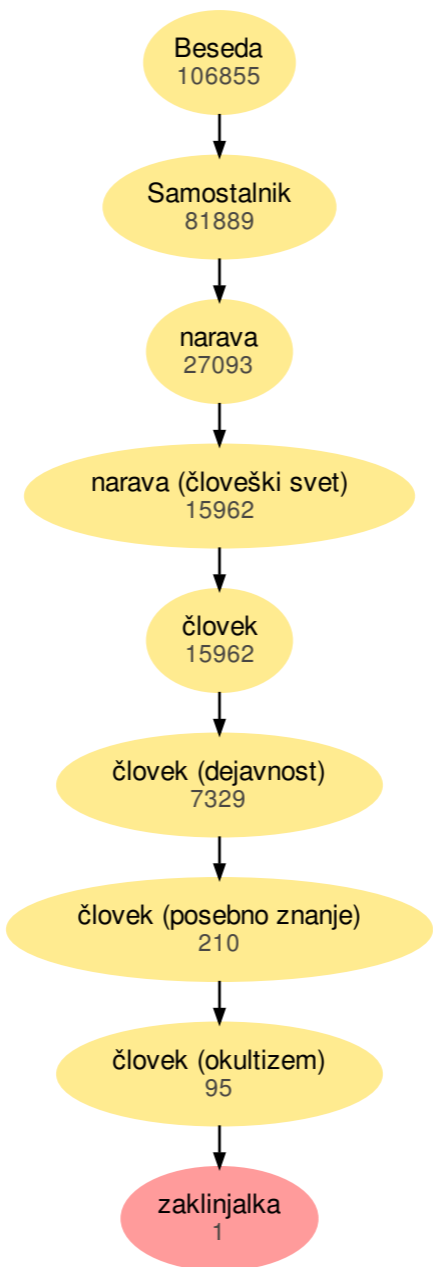 Beseda
106855
Samostalnik
81889
narava
27093
narava (človeški svet)
15962
človek
15962
človek (dejavnost)
7329
človek (posebno znanje)
210
človek (okultizem)
95
zaklinjalka
1